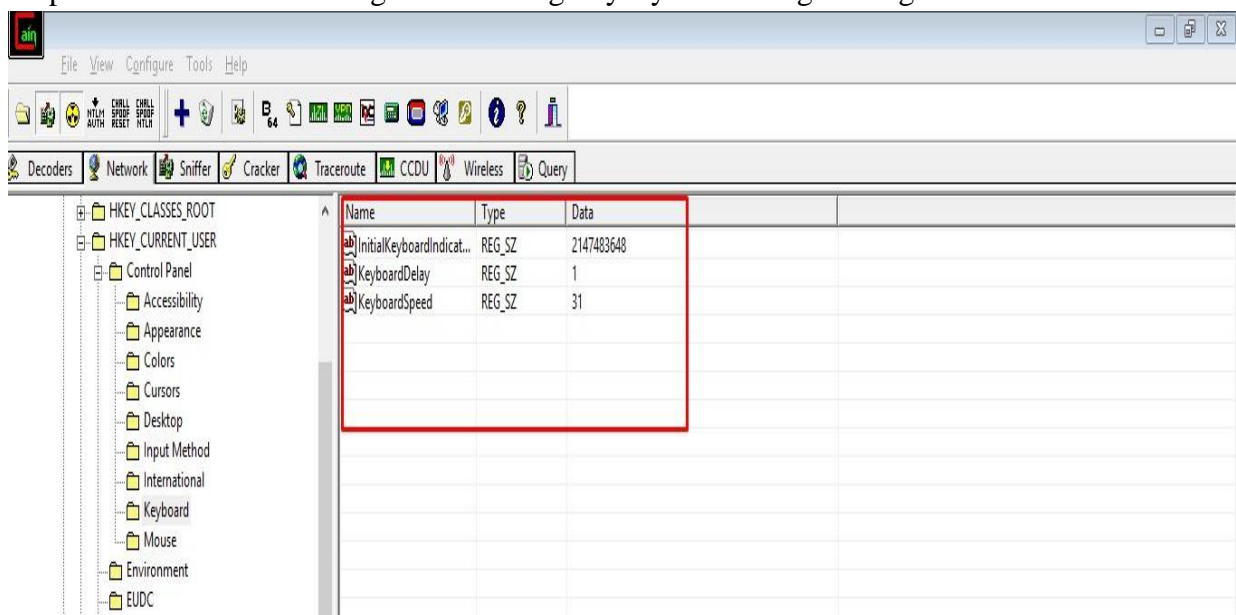 aín
File View Configure Tools Help
NTLM AUTH CHALL SPOOF RESET CHALL SPOOF NTLM B 64
Decoders Network Sniffer Cracker Traceroute CCDU Wireless Query
HKEY_CLASSES_ROOT
HKEY_CURRENT_USER
Control Panel
Accessibility
Appearance
Colors
Cursors
Desktop
Input Method
International
Keyboard
Mouse
Environment
EUDC
Name Type Data
InitialKeyboardIndicat... REG_SZ 2147483648
KeyboardDelay REG_SZ 1
KeyboardSpeed REG_SZ 31